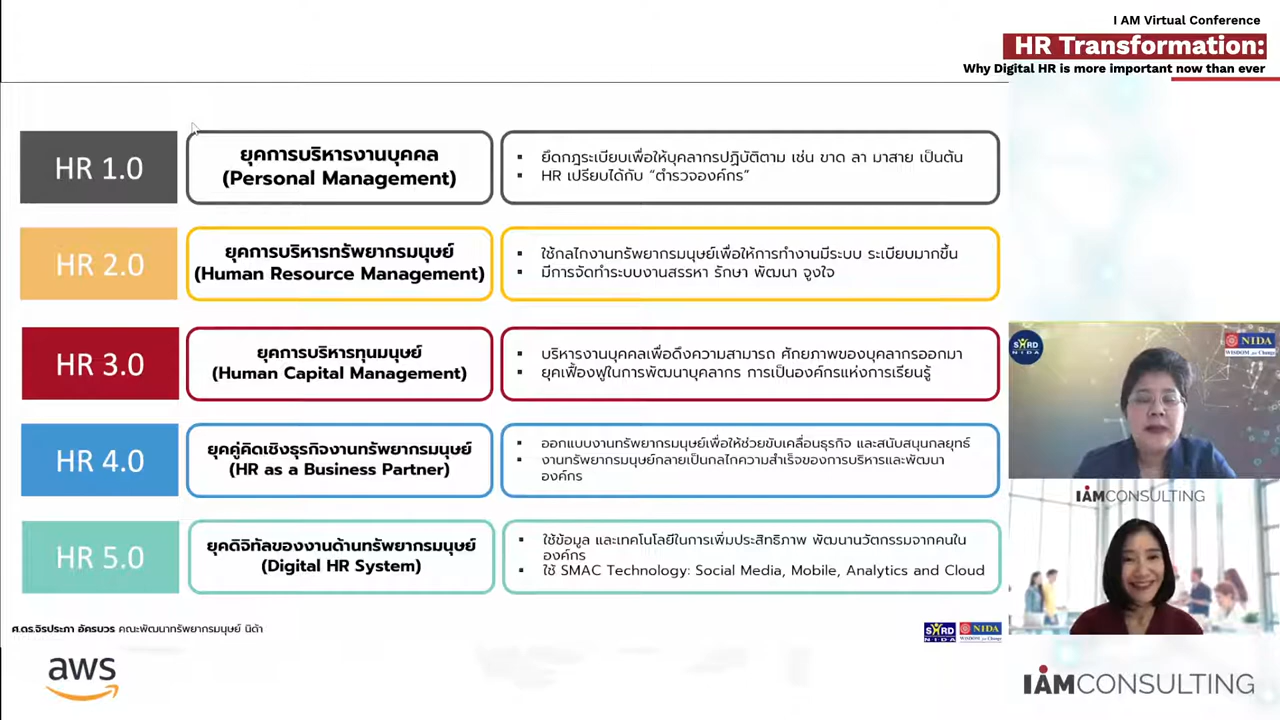 I AM Virtual Conference
HR Transformation:
Why Digital HR is more important now than ever
HR 1.0
ยุคการบริหารงานบุคคล
(Personal Management)
▪ ยึดกฎระเบียบเพื่อให้บุคลากรปฏิบัติตาม เช่น ขาด ลา มาสาย เป็นต้น
▪ HR เปรียบได้กับ “ตำรวจองค์กร”
HR 2.0
ยุคการบริหารทรัพยากรมนุษย์
(Human Resource Management)
▪ ใช้กลไกงานทรัพยากรมนุษย์เพื่อให้การทำงานมีระบบ ระเบียบมากขึ้น
▪ มีการจัดทำระบบงานสรรหา รักษา พัฒนา จูงใจ
HR 3.0
ยุคการบริหารทุนมนุษย์
(Human Capital Management)
▪ บริหารงานบุคคลเพื่อดึงความสามารถ ศักยภาพของบุคลากรออกมา
▪ ยุคเฟื้องฟูในการพัฒนาบุคลากร การเป็นองค์กรแห่งการเรียนรู้
HR 4.0
ยุคคู่คิดเชิงธุรกิจงานทรัพยากรมนุษย์
(HR as a Business Partner)
▪ ออกแบบงานทรัพยากรมนุษย์เพื่อให้ช่วยขับเคลื่อนธุรกิจ และสนับสนุนกลยุทธ์
▪ งานทรัพยากรมนุษย์กลายเป็นกลไกความสำเร็จของการบริหารและพัฒนา
องค์กร
HR 5.0
ยุคดิจิทัลของงานด้านทรัพยากรมนุษย์
(Digital HR System)
▪ ใช้ข้อมูล และเทคโนโลยีในการเพิ่มประสิทธิภาพ พัฒนานวัตกรรมจากคนใน
องค์กร
▪ ใช้ SMAC Technology: Social Media, Mobile, Analytics and Cloud
SHRD
NIDA
NIDA
WISDOM for Change
IAMCONSULTING
ศ.ดร.จิรประภา อัครบวร คณะพัฒนาทรัพยากรมนุษย์ นิด้า
SHRD
NIDA
NIDA
WISDOM for Change
aws
IAMCONSULTING